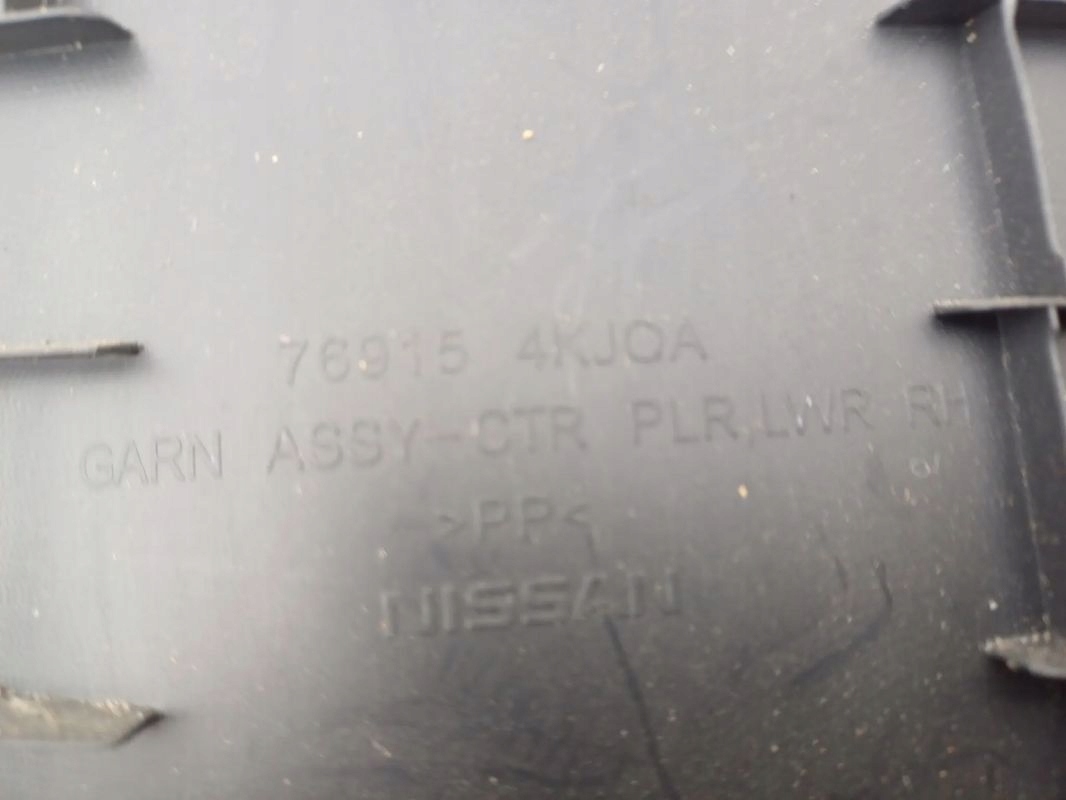 76915 4KJ0A
GARN ASSY-CTR PLR,LWR RH
>PP<
NISSAN